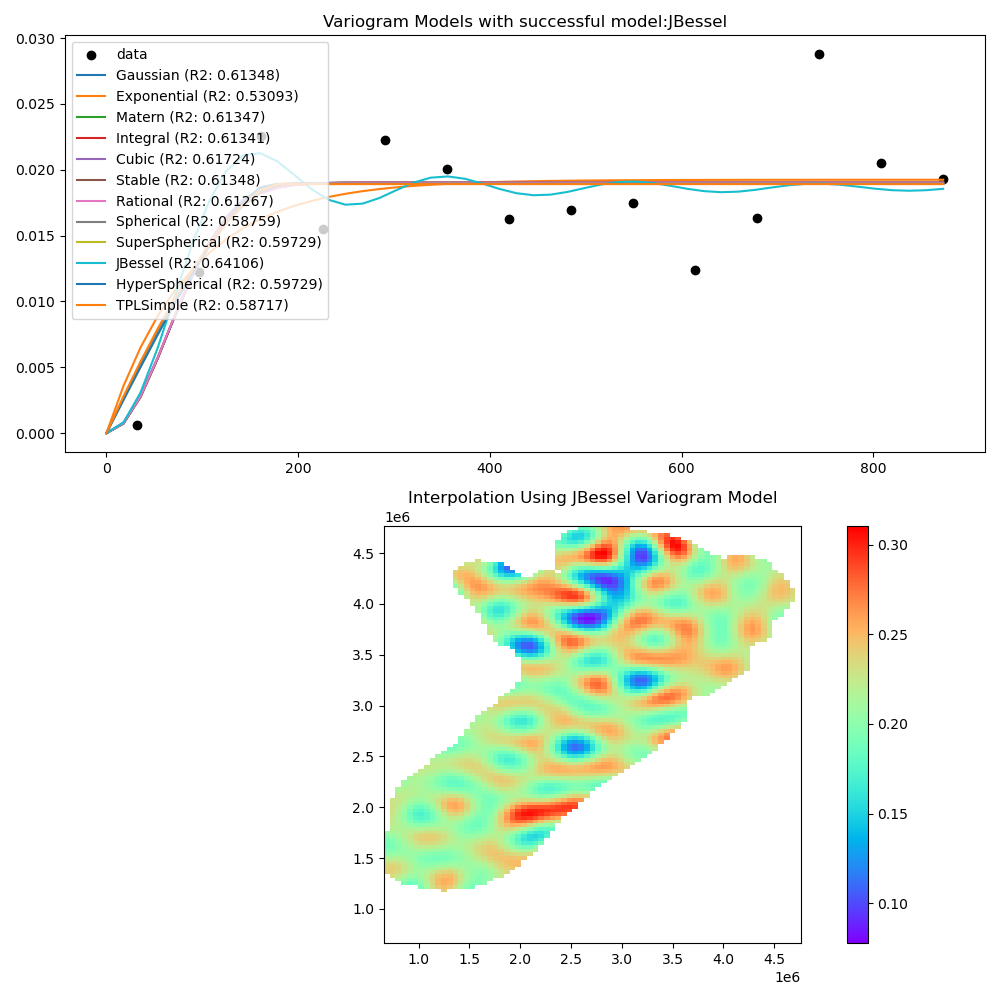 Variogram Models with successful model:JBessel
0.030
0.025
0.020
0.015
0.010
0.005
0.000
data
Gaussian (R2: 0.61348)
Exponential (R2: 0.53093)
Matern (R2: 0.61347)
Integral (R2: 0.61341)
Cubic (R2: 0.61724)
Stable (R2: 0.61348)
Rational (R2: 0.61267)
Spherical (R2: 0.58759)
SuperSpherical (R2: 0.59729)
JBessel (R2: 0.64106)
HyperSpherical (R2: 0.59729)
TPLSimple (R2: 0.58717)
0 200 400 600 800
Interpolation Using JBessel Variogram Model
1e6
4.5
4.0
3.5
3.0
2.5
2.0
1.5
1.0
1.0 1.5 2.0 2.5 3.0 3.5 4.0 4.5
1e6
0.30
0.25
0.20
0.15
0.10